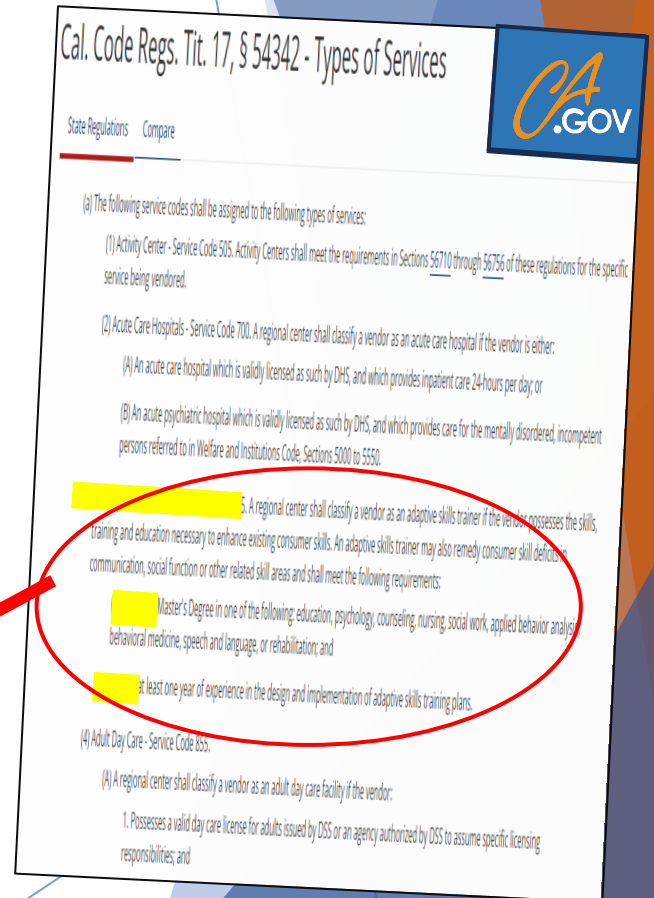 Cal. Code Regs. Tit. 17, § 54342 - Types of Services
CA
.GOV
State Regulations Compare
(a) The following service codes shall be assigned to the following types of services:
(1) Activity Center - Service Code 505. Activity Centers shall meet the requirements in Sections 56710 through 56756 of these regulations for the specific
service being vendored.
(2) Acute Care Hospitals - Service Code 700. A regional center shall classify a vendor as an acute care hospital if the vendor is either:
(A) An acute care hospital which is validly licensed as such by DHS, and which provides inpatient care 24-hours per day; or
(B) An acute psychiatric hospital which is validly licensed as such by DHS, and which provides care for the mentally disordered, incompetent
persons referred to in Welfare and Institutions Code, Sections 5000 to 5550.
5. A regional center shall classify a vendor as an adaptive skills trainer if the vendor possesses the skills,
training and education necessary to enhance existing consumer skills. An adaptive skills trainer may also remedy consumer skill deficits in
communication, social function or other related skill areas and shall meet the following requirements:
Master's Degree in one of the following: education, psychology, counseling, nursing, social work, applied behavior analysis,
behavioral medicine, speech and language, or rehabilitation; and
at least one year of experience in the design and implementation of adaptive skills training plans.
(4) Adult Day Care - Service Code 855.
(A) A regional center shall classify a vendor as an adult day care facility if the vendor:
1. Possesses a valid day care license for adults issued by DSS or an agency authorized by DSS to assume specific licensing
responsibilities; and